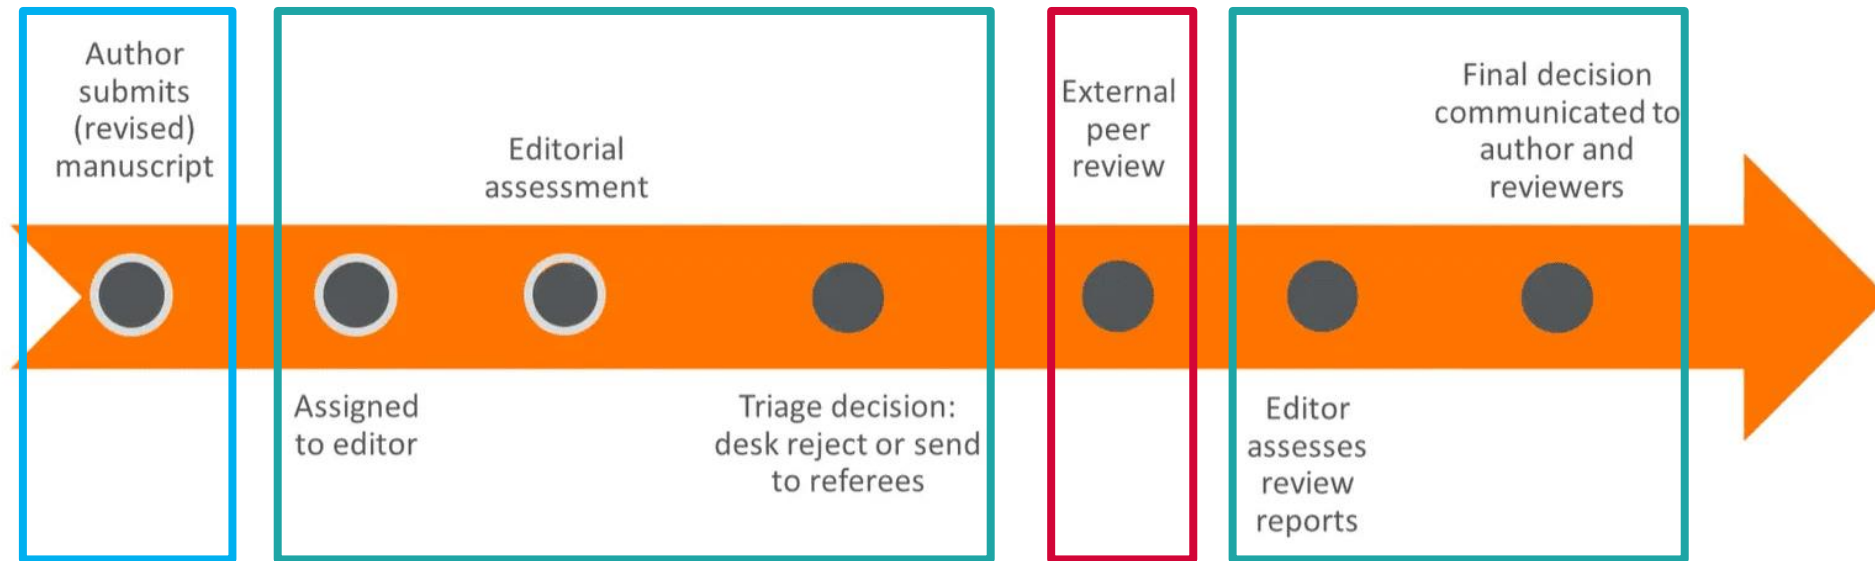 Author
submits
(revised)
manuscript
Assigned
to editor
Editorial
assessment
Triage decision:
desk reject or send
to referees
External
peer
review
Editor
assesses
review
reports
Final decision
communicated to
author and
reviewers